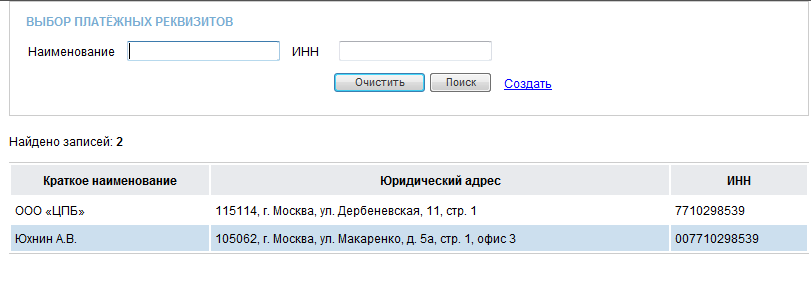 ВЫБОР ПЛАТЁЖНЫХ РЕКВИЗИТОВ
Наименование ИНН
Очистить Поиск Создать
Найдено записей: 2
Краткое наименование Юридический адрес ИНН
ООО «ЦПБ» 115114, г. Москва, ул. Дербеневская, 11, стр. 1 7710298539
Юхнин А.В. 105062, г. Москва, ул. Макаренко, д. 5а, стр. 1, офис 3 007710298539